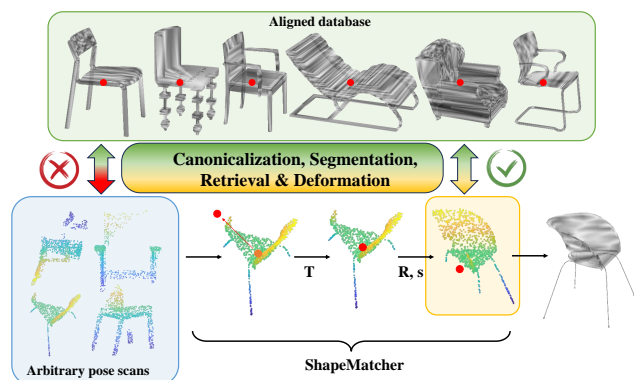 Aligned database
Canonicalization, Segmentation,
Retrieval & Deformation
T
R, s
Arbitrary pose scans
ShapeMatcher